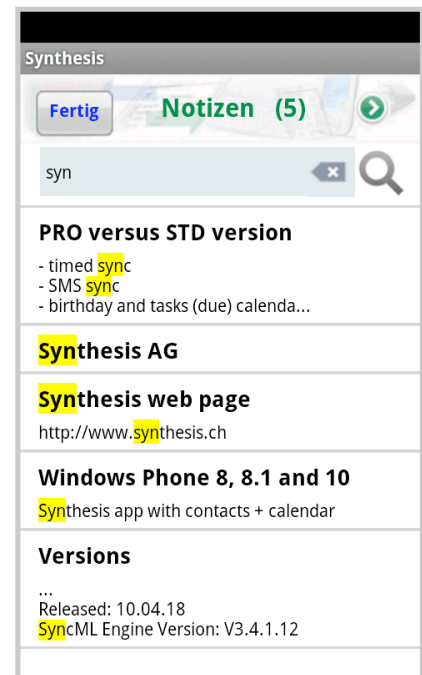 Synthesis
Fertig
Notizen (5)
syn
PRO versus STD version
- timed sync
- SMS sync
- birthday and tasks (due) calenda...
Synthesis AG
Synthesis web page
http://www.synthesis.ch
Windows Phone 8, 8.1 and 10
Synthesis app with contacts + calendar
Versions
...
Released: 10.04.18
SyncML Engine Version: V3.4.1.12